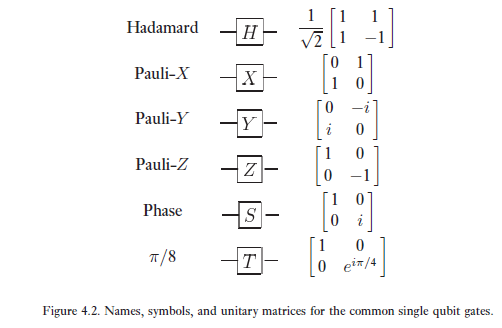 Hadamard H 1/√2 [1 1; 1 −1]
Pauli-X X [0 1; 1 0]
Pauli-Y Y [0 −i; i 0]
Pauli-Z Z [1 0; 0 −1]
Phase S [1 0; 0 i]
π/8 T [1 0; 0 e^{iπ/4}]
Figure 4.2. Names, symbols, and unitary matrices for the common single qubit gates.